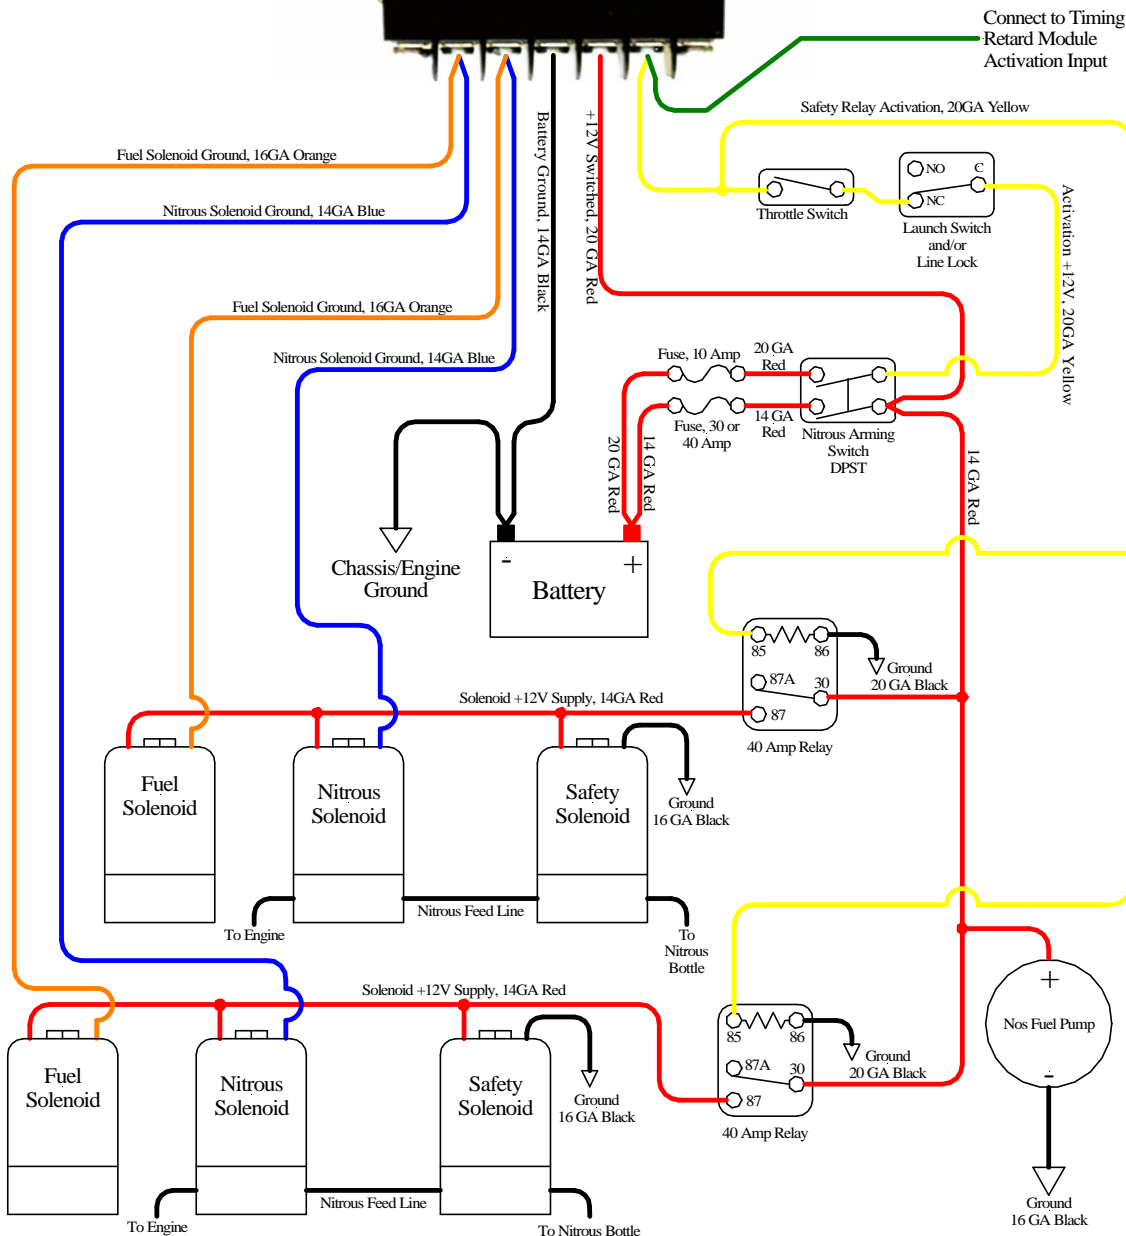 Connect to Timing
Retard Module
Activation Input
Safety Relay Activation, 20GA Yellow
Fuel Solenoid Ground, 16GA Orange
Battery Ground, 14GA Black
+12V Switched, 20 GA Red
NO
C
NC
Throttle Switch
Launch Switch
and/or
Line Lock
Activation +12V, 20GA Yellow
Nitrous Solenoid Ground, 14GA Blue
Fuel Solenoid Ground, 16GA Orange
Nitrous Solenoid Ground, 14GA Blue
Fuse, 10 Amp
20 GA
Red
Fuse, 30 or
40 Amp
14 GA
Red
Nitrous Arming
Switch
DPST
20 GA Red
14 GA Red
14 GA Red
Chassis/Engine
Ground
-
+
Battery
85
86
87A
30
87
Ground
20 GA Black
40 Amp Relay
Solenoid +12V Supply, 14GA Red
Fuel
Solenoid
Nitrous
Solenoid
Safety
Solenoid
Ground
16 GA Black
Nitrous Feed Line
To Engine
To
Nitrous
Bottle
Solenoid +12V Supply, 14GA Red
85
86
87A
30
87
Ground
20 GA Black
40 Amp Relay
+
Nos Fuel Pump
-
Ground
16 GA Black
Fuel
Solenoid
Nitrous
Solenoid
Safety
Solenoid
Ground
16 GA Black
Nitrous Feed Line
To Engine
To Nitrous Bottle